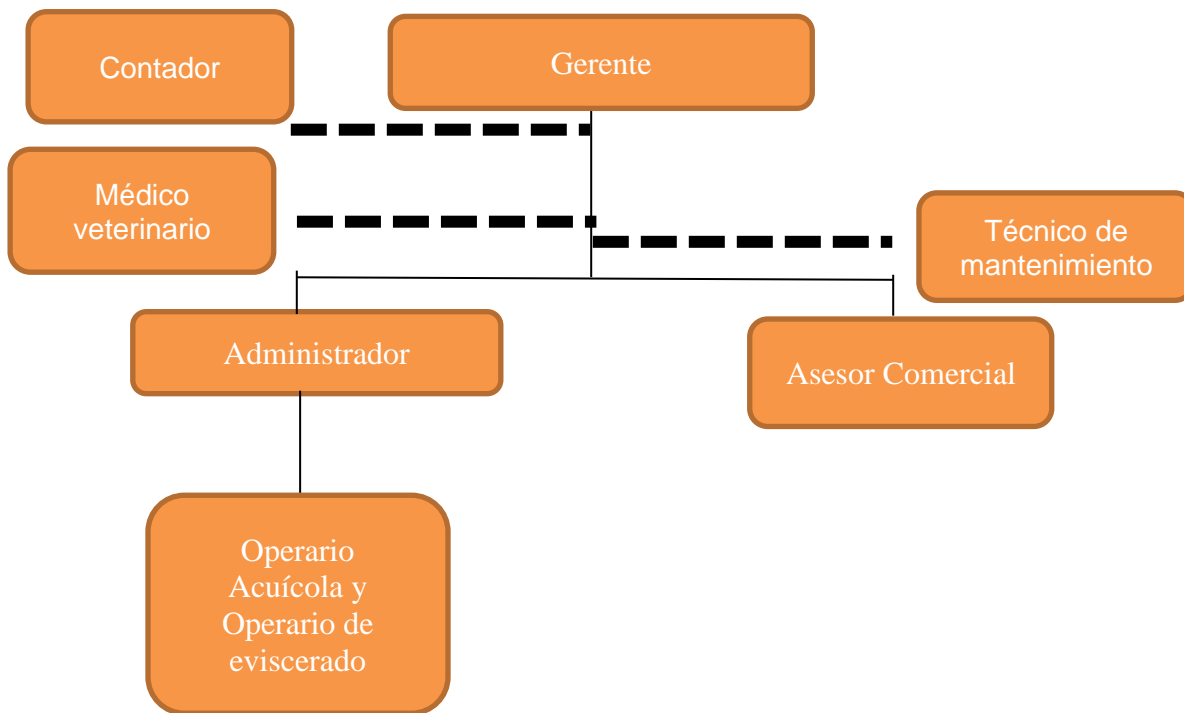 Contador
Gerente
Médico
veterinario
Técnico de
mantenimiento
Administrador
Asesor Comercial
Operario
Acuícola y
Operario de
eviscerado